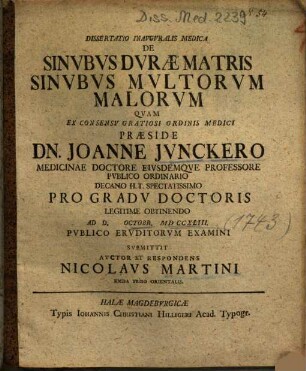 Diss. Med. 2239
DISSERTATIO INAVGVRALIS MEDICA
DE
SINVBVS DVRÆ MATRIS
SINVBVS MVLTORVM
MALORVM
QVAM
EX CONSENSV GRATIOSI ORDINIS MEDICI
PRÆSIDE
DN. JOANNE JVNCKERO
MEDICINAE DOCTORE EIVSDEMQVE PROFESSORE
PVBLICO ORDINARIO
DECANO H.T. SPECTATISSIMO
PRO GRADV DOCTORIS
LEGITIME OBTINENDO
AD D. OCTOBR. MDCCXLIII.
(1743)
PVBLICO ERVDITORVM EXAMINI
SVBMITTIT
AVCTOR ET RESPONDENS
NICOLAVS MARTINI
EMDA FRISO ORIENTALIS.
HALÆ MAGDEBVRGICÆ
Typis IOHANNIS CHRISTIANI HILLIGERI Acad. Typogr.